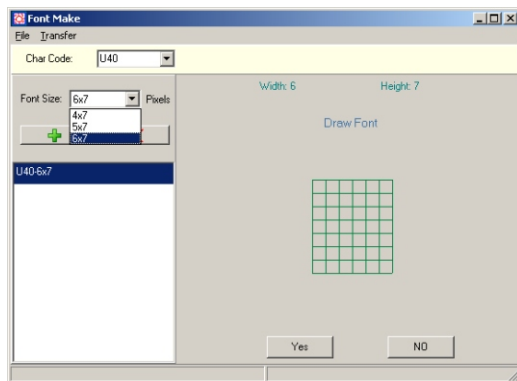 Font Make
File Transfer
Char Code: U40
Width: 6 Height: 7
Font Size: 6x7 Pixels
4x7
5x7
6x7
Draw Font
U40-6x7
Yes NO